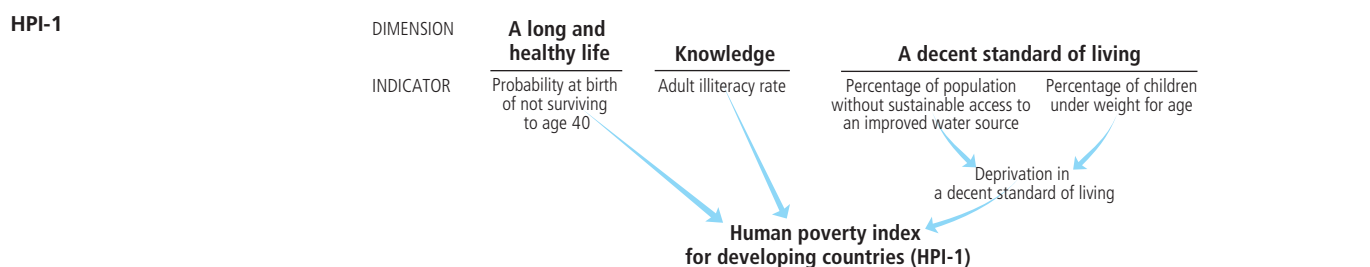 HPI-1
DIMENSION
A long and
healthy life
Knowledge
A decent standard of living
INDICATOR
Probability at birth
of not surviving
to age 40
Adult illiteracy rate
Percentage of population
without sustainable access to
an improved water source
Percentage of children
under weight for age
Deprivation in
a decent standard of living
Human poverty index
for developing countries (HPI-1)